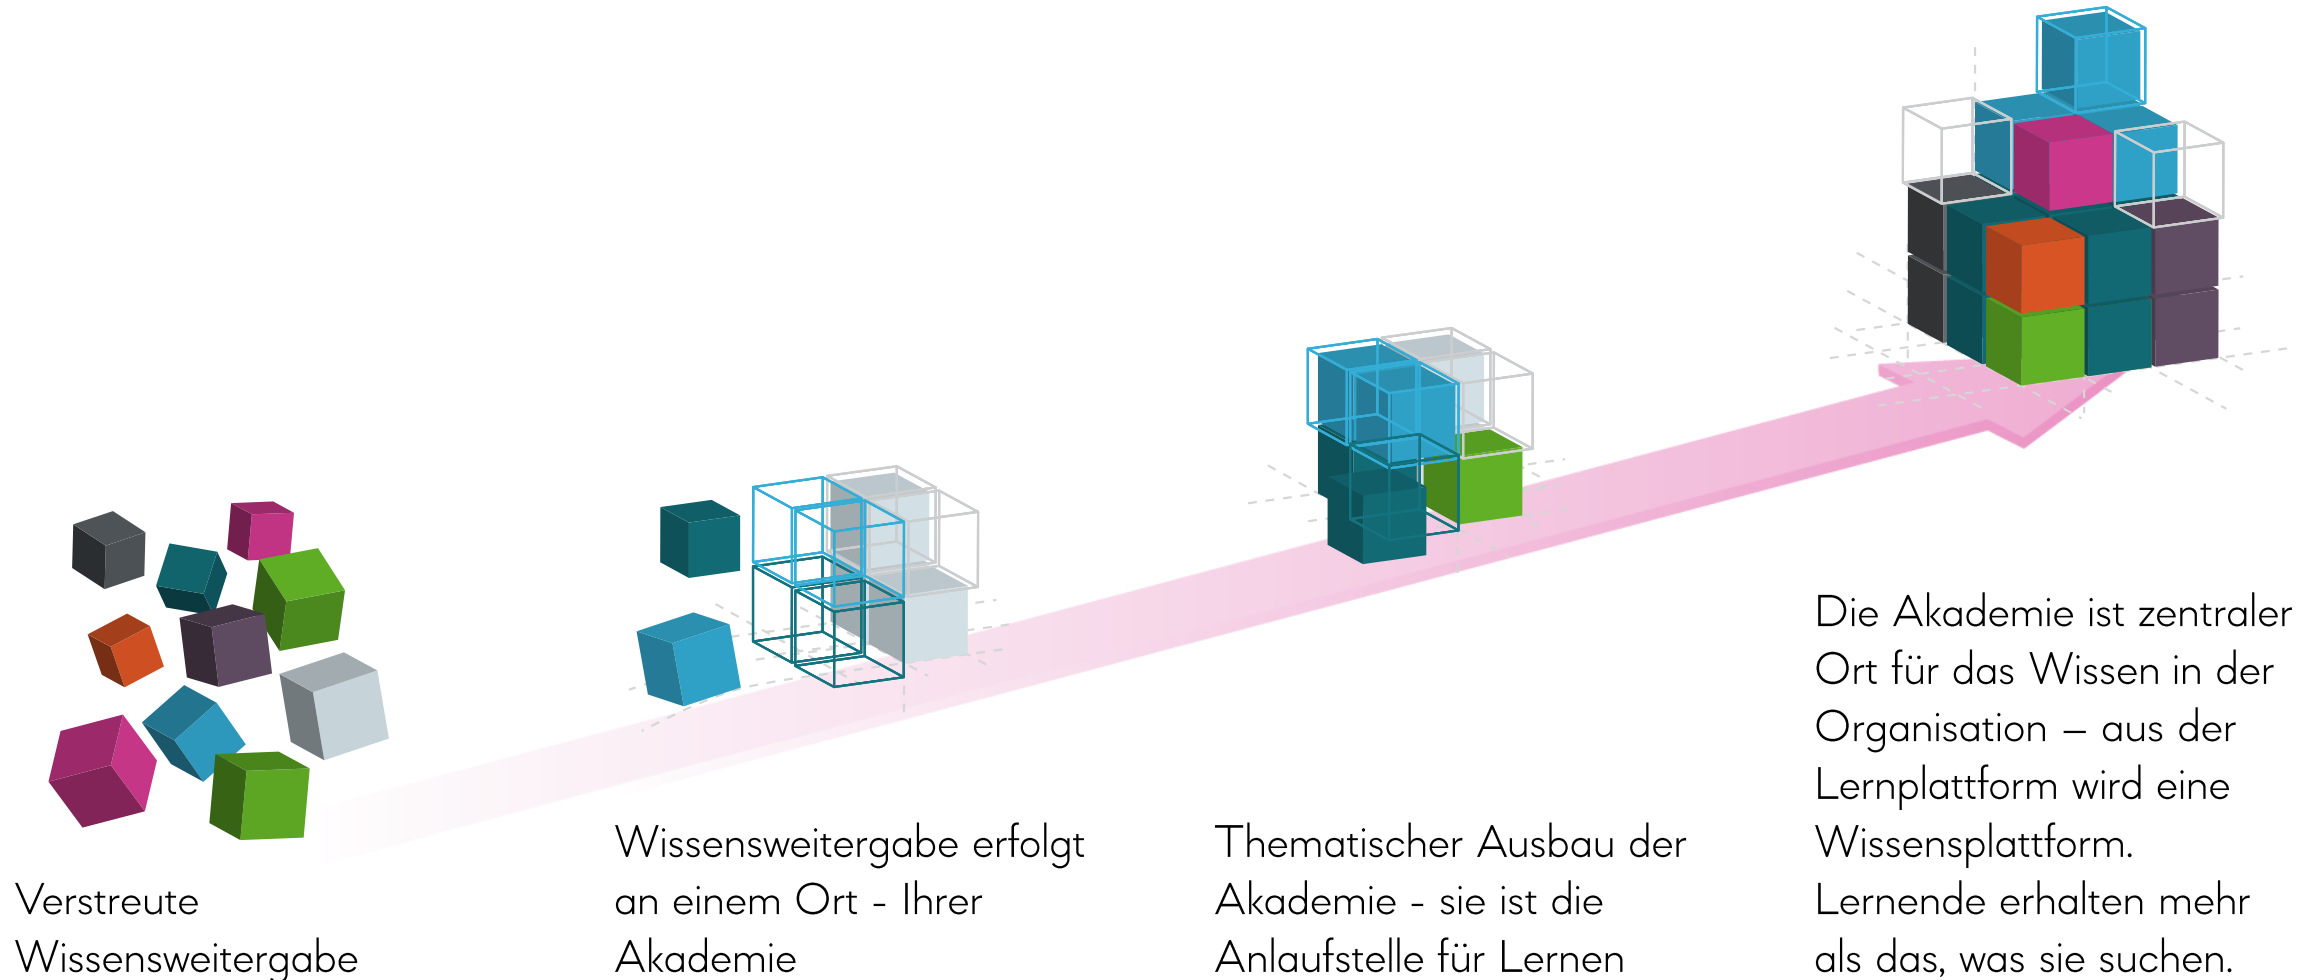 Verstreute
Wissensweitergabe
Wissensweitergabe erfolgt
an einem Ort - Ihrer
Akademie
Thematischer Ausbau der
Akademie - sie ist die
Anlaufstelle für Lernen
Die Akademie ist zentraler
Ort für das Wissen in der
Organisation – aus der
Lernplattform wird eine
Wissensplattform.
Lernende erhalten mehr
als das, was sie suchen.